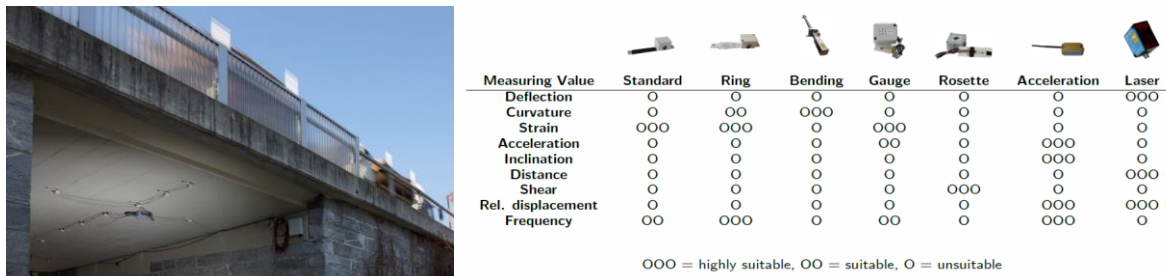 Measuring Value Standard Ring Bending Gauge Rosette Acceleration Laser
Deflection O O O O O O OOO
Curvature O OO OOO O O O O
Strain OOO OOO O OOO O O O
Acceleration O O O OO O OOO O
Inclination O O O O O OOO O
Distance O O O O O O OOO
Shear O O O O OOO O O
Rel. displacement O O O O O OOO OOO
Frequency OO OOO O OO O OOO O
OOO = highly suitable, OO = suitable, O = unsuitable